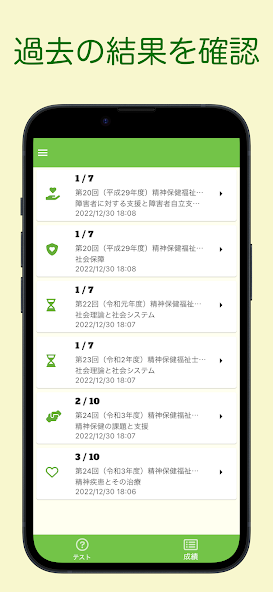 過去の結果を確認
1 / 7
第20回（平成29年度）精神保健福祉…
障害者に対する支援と障害者自立支…
2022/12/30 18:08
1 / 7
第20回（平成29年度）精神保健福祉…
社会保障
2022/12/30 18:08
1 / 7
第22回（令和元年度）精神保健福祉…
社会理論と社会システム
2022/12/30 18:07
1 / 7
第23回（令和2年度）精神保健福祉士…
社会理論と社会システム
2022/12/30 18:07
2 / 10
第24回（令和3年度）精神保健福祉…
精神保健の課題と支援
2022/12/30 18:07
3 / 10
第24回（令和3年度）精神保健福祉…
精神疾患とその治療
2022/12/30 18:06
テスト
成績